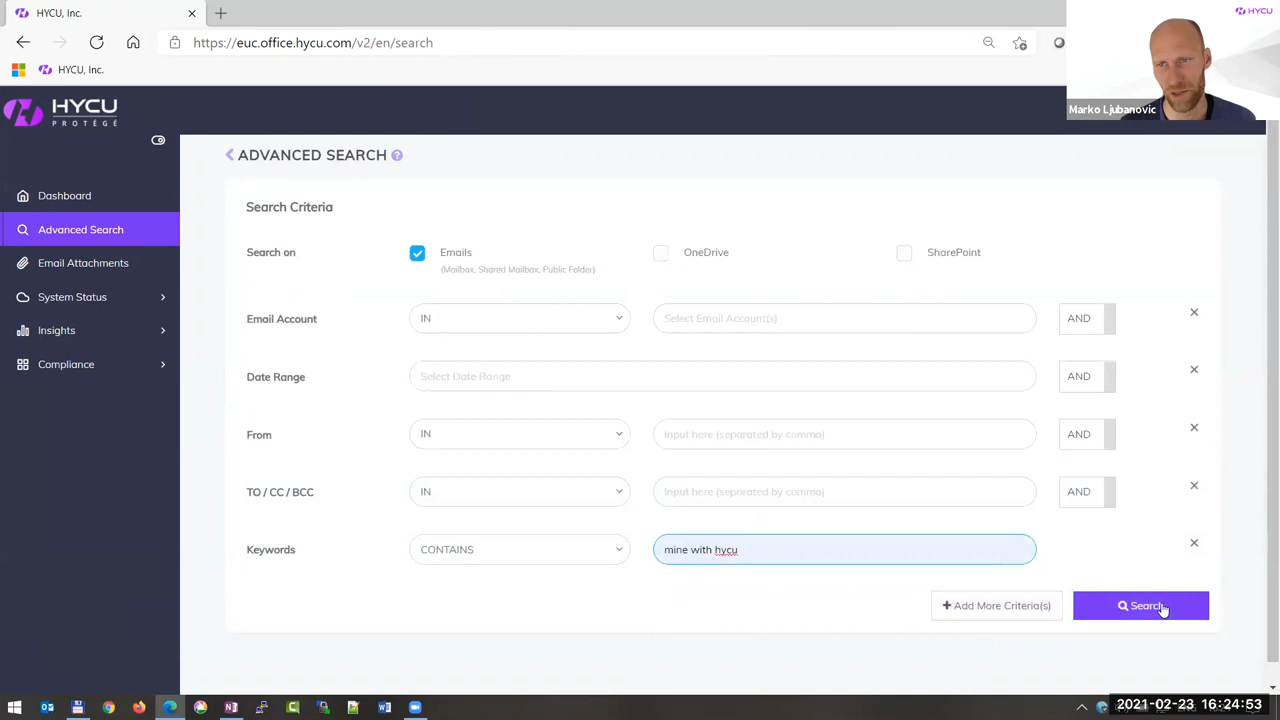 HYCU, Inc.
https://euc.office.hycu.com/v2/en/search
HYCU, Inc.
HYCU
Marko Ljubanovic
HYCU
PROTÉGÉ
Dashboard
Advanced Search
Email Attachments
System Status
Insights
Compliance
ADVANCED SEARCH
Search Criteria
Search on
Emails
(Mailbox, Shared Mailbox, Public Folder)
OneDrive
SharePoint
Email Account
IN
Select Email Account(s)
AND
Date Range
Select Date Range
AND
From
IN
Input here (separated by comma)
AND
TO / CC / BCC
IN
Input here (separated by comma)
AND
Keywords
CONTAINS
mine with hycu
+ Add More Criteria(s)
Search
2021-02-23 16:24:53